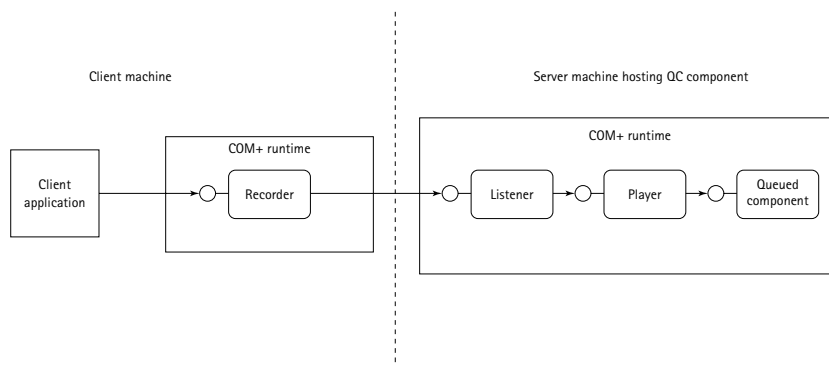 Client machine
Server machine hosting QC component
COM+ runtime
COM+ runtime
Client
application
Recorder
Listener
Player
Queued
component